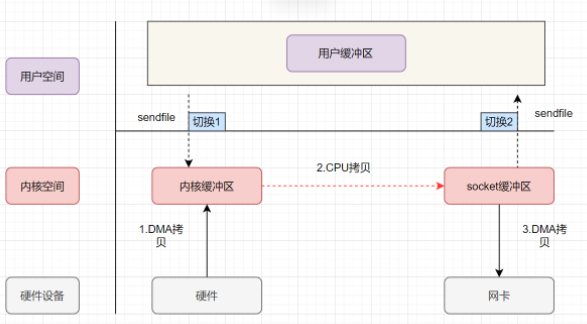 用户空间
用户缓冲区
sendfile
切换1
切换2
sendfile
内核空间
内核缓冲区
2.CPU拷贝
socket缓冲区
1.DMA拷
贝
3.DMA拷
贝
硬件设备
硬件
网卡